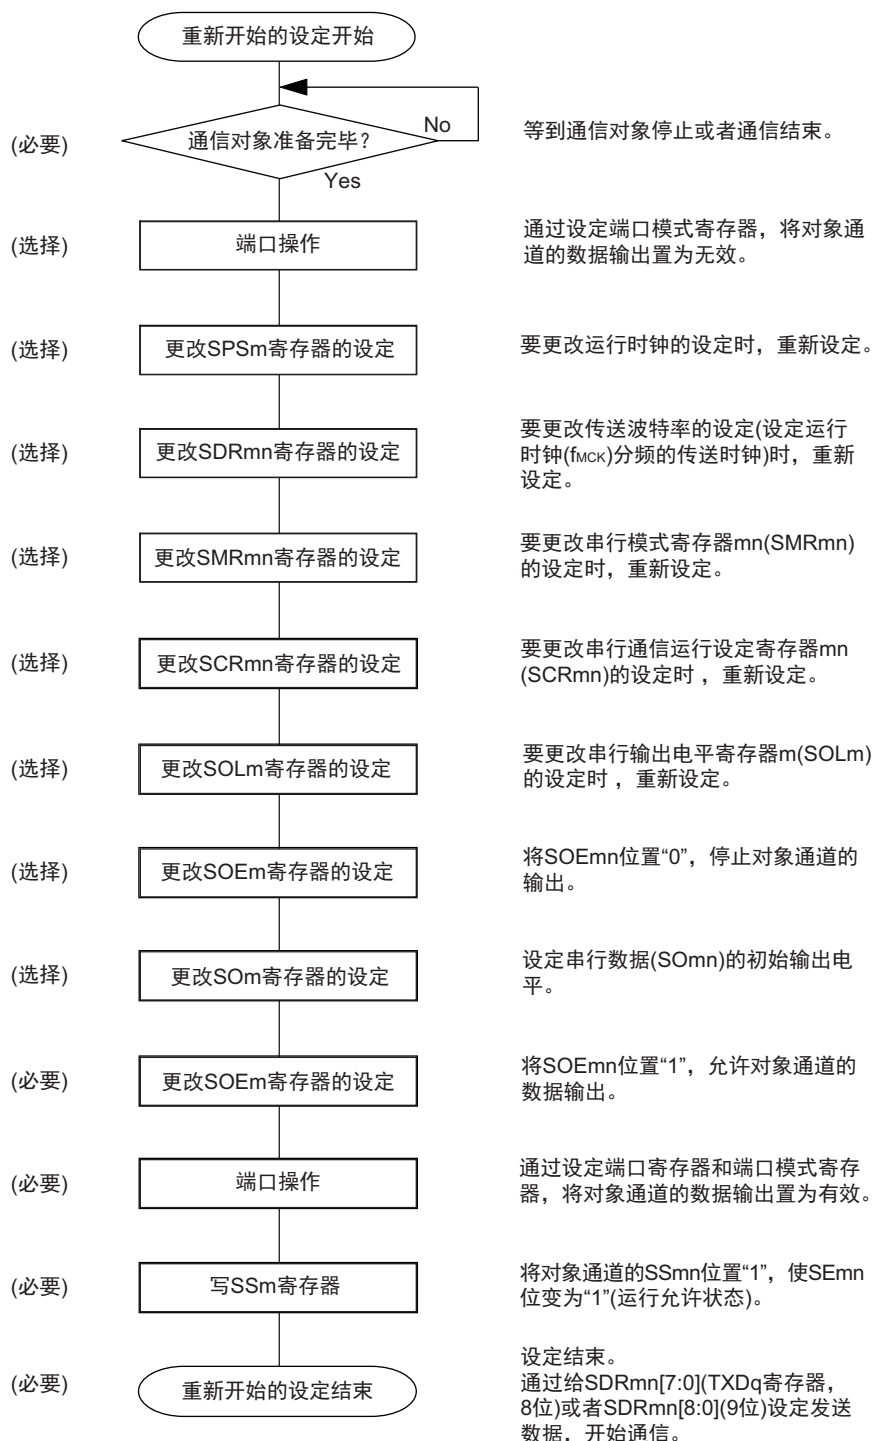 重新开始的设定开始
(必要)
通信对象准备完毕？
No
Yes
等到通信对象停止或者通信结束。
(选择)
端口操作
通过设定端口模式寄存器，将对象通
道的数据输出置为无效。
(选择)
更改SPSm寄存器的设定
要更改运行时钟的设定时，重新设定。
(选择)
更改SDRmn寄存器的设定
要更改传送波特率的设定(设定运行
时钟(fMCK)分频的传送时钟)时，重新
设定。
(选择)
更改SMRmn寄存器的设定
要更改串行模式寄存器mn(SMRmn)
的设定时，重新设定。
(选择)
更改SCRmn寄存器的设定
要更改串行通信运行设定寄存器mn
(SCRmn)的设定时，重新设定。
(选择)
更改SOLm寄存器的设定
要更改串行输出电平寄存器m(SOLm)
的设定时，重新设定。
(选择)
更改SOEm寄存器的设定
将SOEmn位置“0”，停止对象通道的
输出。
(选择)
更改SOm寄存器的设定
设定串行数据(SOmn)的初始输出电
平。
(必要)
更改SOEm寄存器的设定
将SOEmn位置“1”，允许对象通道的
数据输出。
(必要)
端口操作
通过设定端口寄存器和端口模式寄存
器，将对象通道的数据输出置为有效。
(必要)
写SSm寄存器
将对象通道的SSmn位置“1”，使SEmn
位变为“1”(运行允许状态)。
(必要)
重新开始的设定结束
设定结束。
通过给SDRmn[7:0](TXDq寄存器，
8位)或者SDRmn[8:0](9位)设定发送
数据，开始通信。